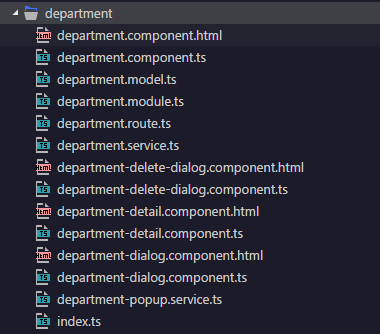 department
department.component.html
department.component.ts
department.model.ts
department.module.ts
department.route.ts
department.service.ts
department-delete-dialog.component.html
department-delete-dialog.component.ts
department-detail.component.html
department-detail.component.ts
department-dialog.component.html
department-dialog.component.ts
department-popup.service.ts
index.ts